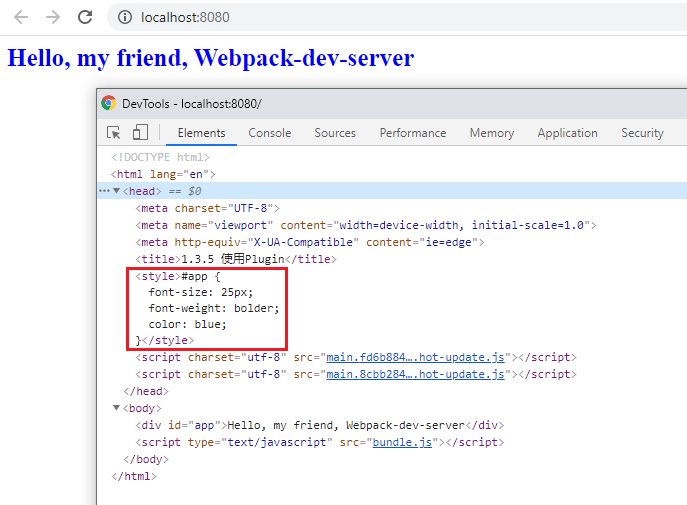 localhost:8080
Hello, my friend, Webpack-dev-server
DevTools - localhost:8080/
Elements Console Sources Performance Memory Application Security
<!DOCTYPE html>
<html lang="en">
<head> == $0
<meta charset="UTF-8">
<meta name="viewport" content="width=device-width, initial-scale=1.0">
<meta http-equiv="X-UA-Compatible" content="ie=edge">
<title>1.3.5 使用Plugin</title>
<style>#app {
font-size: 25px;
font-weight: bolder;
color: blue;
}</style>
<script charset="utf-8" src="main.fd6b884….hot-update.js"></script>
<script charset="utf-8" src="main.8cbb284….hot-update.js"></script>
</head>
<body>
<div id="app">Hello, my friend, Webpack-dev-server</div>
<script type="text/javascript" src="bundle.js"></script>
</body>
</html>